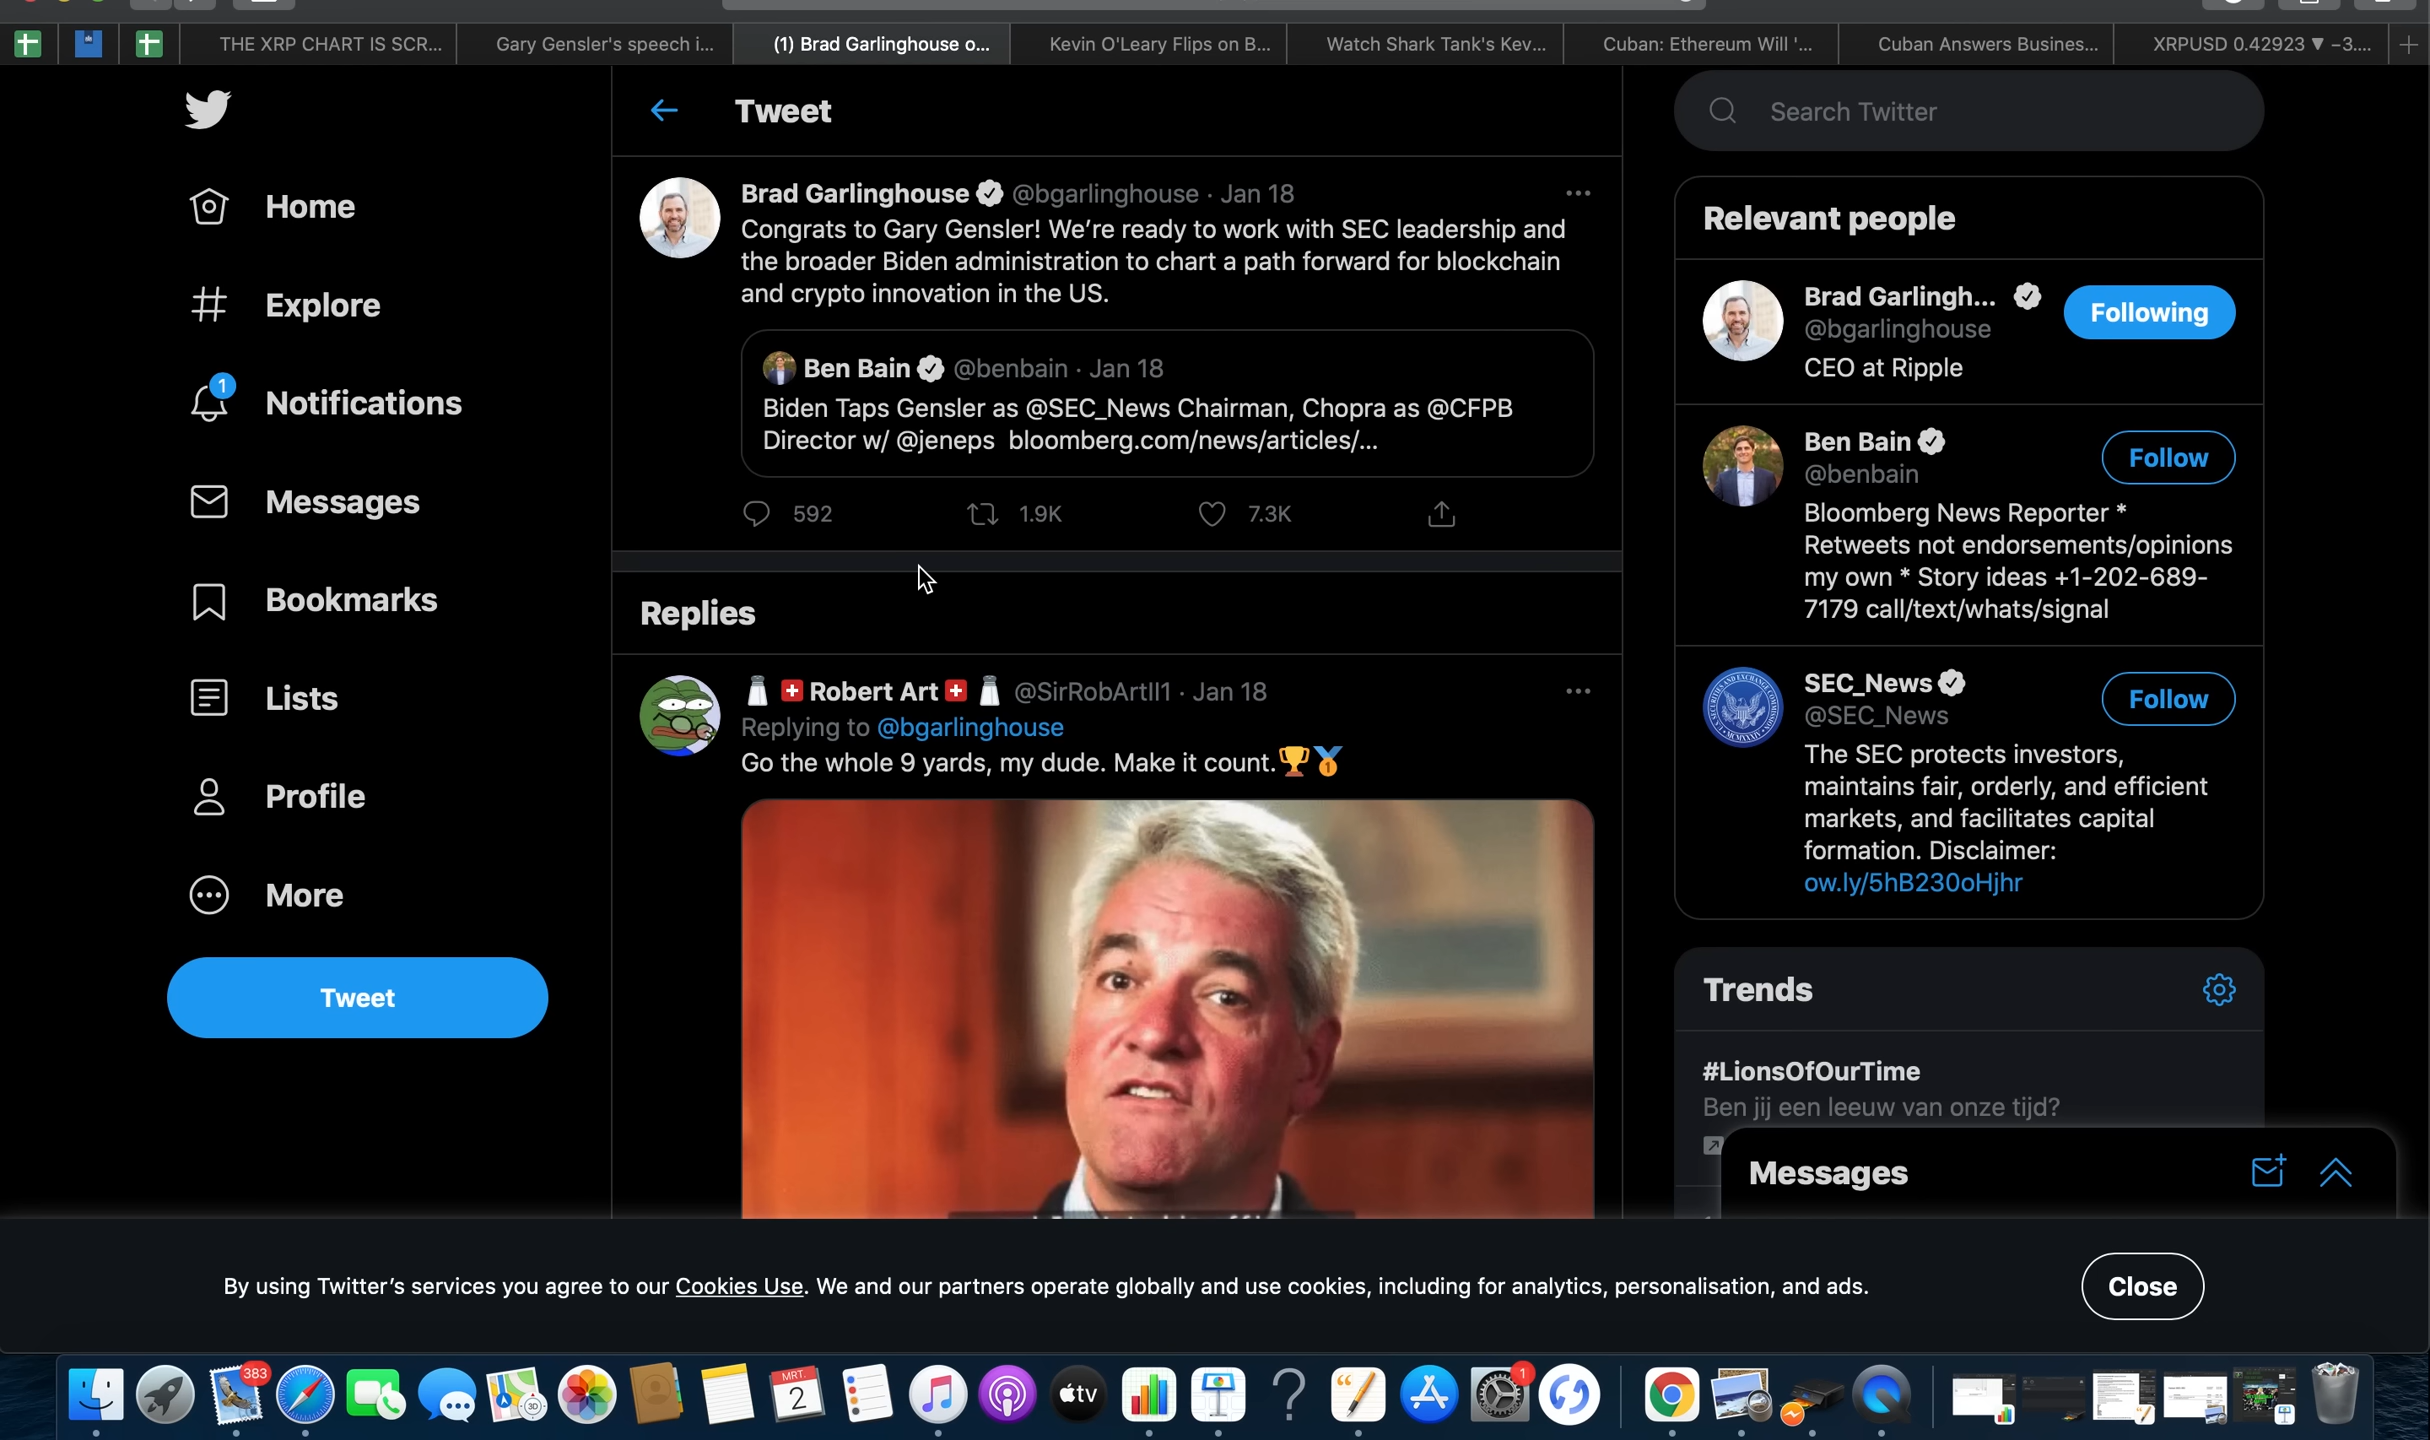 THE XRP CHART IS SCR...
Gary Gensler's speech i...
(1) Brad Garlinghouse o...
Kevin O'Leary Flips on B...
Watch Shark Tank's Kev...
Cuban: Ethereum Will '...
Cuban Answers Busines...
XRPUSD 0.42923 ▼ −3....
Home
Explore
1
Notifications
Messages
Bookmarks
Lists
Profile
More
Tweet
Tweet
Brad Garlinghouse @bgarlinghouse · Jan 18
Congrats to Gary Gensler! We're ready to work with SEC leadership and
the broader Biden administration to chart a path forward for blockchain
and crypto innovation in the US.
Ben Bain @benbain · Jan 18
Biden Taps Gensler as @SEC_News Chairman, Chopra as @CFPB
Director w/ @jeneps bloomberg.com/news/articles/...
592 1.9K 7.3K
Replies
Robert Art @SirRobArtII1 · Jan 18
Replying to @bgarlinghouse
Go the whole 9 yards, my dude. Make it count.🏆🥇
Search Twitter
Relevant people
Brad Garlingh...
@bgarlinghouse
Following
CEO at Ripple
Ben Bain
@benbain
Follow
Bloomberg News Reporter *
Retweets not endorsements/opinions
my own * Story ideas +1-202-689-
7179 call/text/whats/signal
SEC_News
@SEC_News
Follow
The SEC protects investors,
maintains fair, orderly, and efficient
markets, and facilitates capital
formation. Disclaimer:
ow.ly/5hB230oHjhr
Trends
#LionsOfOurTime
Ben jij een leeuw van onze tijd?
Messages
By using Twitter's services you agree to our Cookies Use. We and our partners operate globally and use cookies, including for analytics, personalisation, and ads.
Close
383
3D
MRT.
2
tv
1